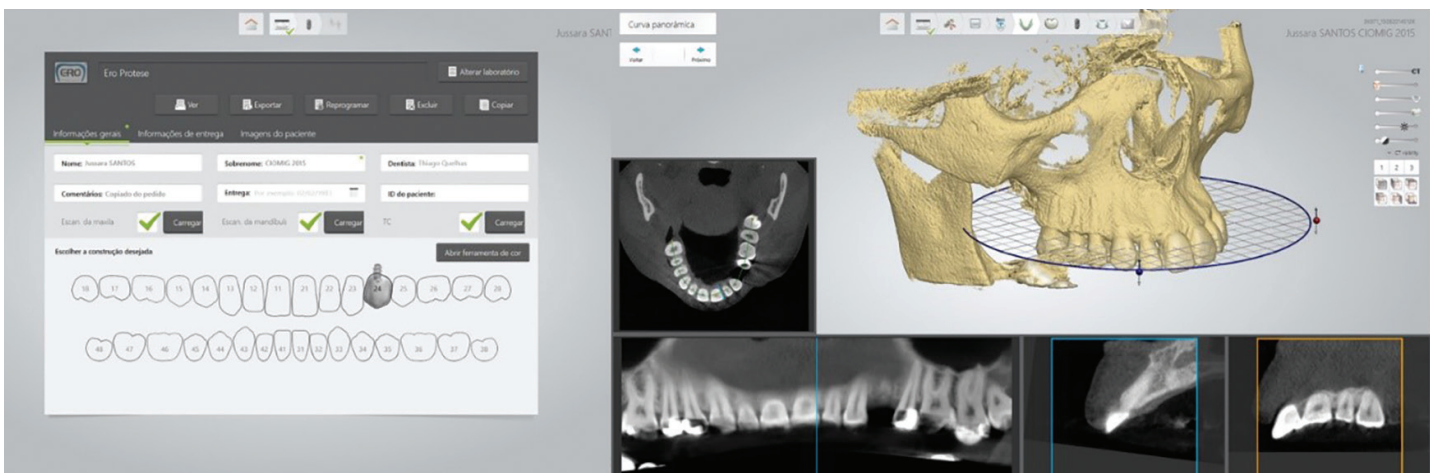 Jussara SANT
ERO
Ero Protese
Alterar laboratório
Ver
Exportar
Reprogramar
Excluir
Copiar
Informações gerais
Informações de entrega
Imagens do paciente
Nome: Jussara SANTOS
Sobrenome: CIOMIG 2015
Dentista: Thiago Quelhas
Comentários: Copiado do pedido
Entrega:
ID do paciente:
Escan. da maxila
Carregar
Escan. da mandíbula
Carregar
TC
Carregar
Escolher a construção desejada
Abrir ferramenta de cor
18 17 16 15 14 13 12 11 21 22 23 24 25 26 27 28
48 47 46 45 44 43 42 41 31 32 33 34 35 36 37 38
Curva panorâmica
Voltar
Próximo
Jussara SANTOS CIOMIG 2015
CT
1 2 3